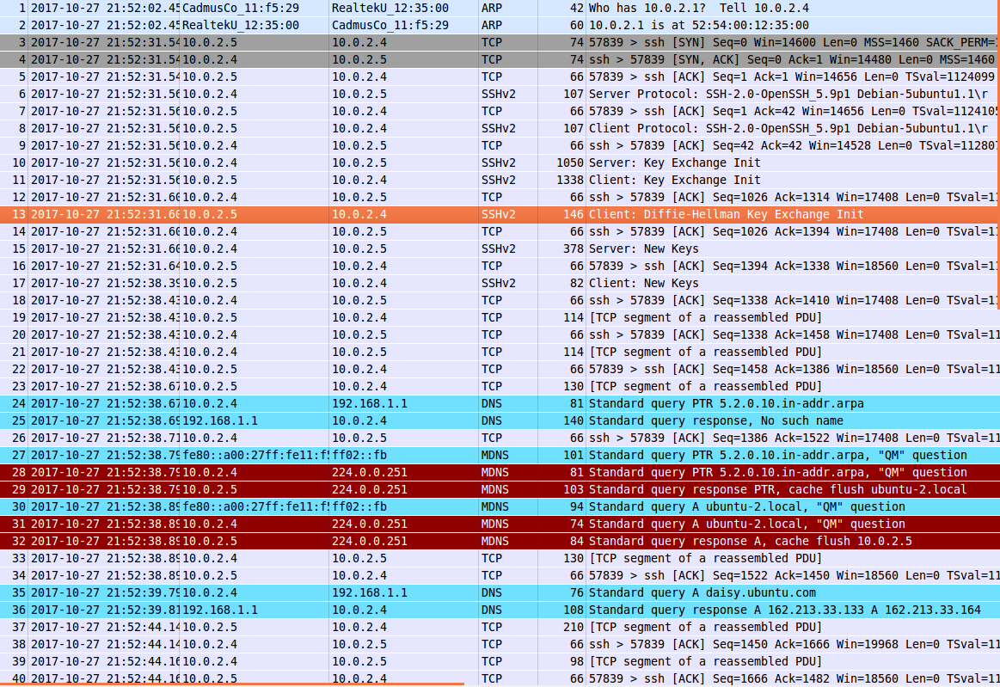 1 2017-10-27 21:52:02.45 CadmusCo_11:f5:29 RealtekU_12:35:00 ARP 42 Who has 10.0.2.1? Tell 10.0.2.4
2 2017-10-27 21:52:02.45 RealtekU_12:35:00 CadmusCo_11:f5:29 ARP 60 10.0.2.1 is at 52:54:00:12:35:00
3 2017-10-27 21:52:31.54 10.0.2.5 10.0.2.4 TCP 74 57839 > ssh [SYN] Seq=0 Win=14600 Len=0 MSS=1460 SACK_PERM=
4 2017-10-27 21:52:31.54 10.0.2.4 10.0.2.5 TCP 74 ssh > 57839 [SYN, ACK] Seq=0 Ack=1 Win=14480 Len=0 MSS=1460
5 2017-10-27 21:52:31.54 10.0.2.5 10.0.2.4 TCP 66 57839 > ssh [ACK] Seq=1 Ack=1 Win=14656 Len=0 TSval=1124099
6 2017-10-27 21:52:31.56 10.0.2.4 10.0.2.5 SSHv2 107 Server Protocol: SSH-2.0-OpenSSH_5.9p1 Debian-5ubuntu1.1\r
7 2017-10-27 21:52:31.56 10.0.2.5 10.0.2.4 TCP 66 57839 > ssh [ACK] Seq=1 Ack=42 Win=14656 Len=0 TSval=1124105
8 2017-10-27 21:52:31.56 10.0.2.5 10.0.2.4 SSHv2 107 Client Protocol: SSH-2.0-OpenSSH_5.9p1 Debian-5ubuntu1.1\r
9 2017-10-27 21:52:31.56 10.0.2.4 10.0.2.5 TCP 66 ssh > 57839 [ACK] Seq=42 Ack=42 Win=14528 Len=0 TSval=112807
10 2017-10-27 21:52:31.56 10.0.2.4 10.0.2.5 SSHv2 1050 Server: Key Exchange Init
11 2017-10-27 21:52:31.56 10.0.2.5 10.0.2.4 SSHv2 1338 Client: Key Exchange Init
12 2017-10-27 21:52:31.60 10.0.2.4 10.0.2.5 TCP 66 ssh > 57839 [ACK] Seq=1026 Ack=1314 Win=17408 Len=0 TSval=11
13 2017-10-27 21:52:31.60 10.0.2.5 10.0.2.4 SSHv2 146 Client: Diffie-Hellman Key Exchange Init
14 2017-10-27 21:52:31.60 10.0.2.4 10.0.2.5 TCP 66 ssh > 57839 [ACK] Seq=1026 Ack=1394 Win=17408 Len=0 TSval=11
15 2017-10-27 21:52:31.60 10.0.2.4 10.0.2.5 SSHv2 378 Server: New Keys
16 2017-10-27 21:52:31.64 10.0.2.5 10.0.2.4 TCP 66 57839 > ssh [ACK] Seq=1394 Ack=1338 Win=18560 Len=0 TSval=11
17 2017-10-27 21:52:38.39 10.0.2.5 10.0.2.4 SSHv2 82 Client: New Keys
18 2017-10-27 21:52:38.43 10.0.2.4 10.0.2.5 TCP 66 ssh > 57839 [ACK] Seq=1338 Ack=1410 Win=17408 Len=0 TSval=11
19 2017-10-27 21:52:38.43 10.0.2.5 10.0.2.4 TCP 114 [TCP segment of a reassembled PDU]
20 2017-10-27 21:52:38.43 10.0.2.4 10.0.2.5 TCP 66 ssh > 57839 [ACK] Seq=1338 Ack=1458 Win=17408 Len=0 TSval=11
21 2017-10-27 21:52:38.43 10.0.2.4 10.0.2.5 TCP 114 [TCP segment of a reassembled PDU]
22 2017-10-27 21:52:38.43 10.0.2.5 10.0.2.4 TCP 66 57839 > ssh [ACK] Seq=1458 Ack=1386 Win=18560 Len=0 TSval=11
23 2017-10-27 21:52:38.67 10.0.2.5 10.0.2.4 TCP 130 [TCP segment of a reassembled PDU]
24 2017-10-27 21:52:38.67 10.0.2.4 192.168.1.1 DNS 81 Standard query PTR 5.2.0.10.in-addr.arpa
25 2017-10-27 21:52:38.69 192.168.1.1 10.0.2.4 DNS 140 Standard query response, No such name
26 2017-10-27 21:52:38.71 10.0.2.4 10.0.2.5 TCP 66 ssh > 57839 [ACK] Seq=1386 Ack=1522 Win=17408 Len=0 TSval=11
27 2017-10-27 21:52:38.79 fe80::a00:27ff:fe11:f5 ff02::fb MDNS 101 Standard query PTR 5.2.0.10.in-addr.arpa, "QM" question
28 2017-10-27 21:52:38.79 10.0.2.4 224.0.0.251 MDNS 81 Standard query PTR 5.2.0.10.in-addr.arpa, "QM" question
29 2017-10-27 21:52:38.79 10.0.2.5 224.0.0.251 MDNS 103 Standard query response PTR, cache flush ubuntu-2.local
30 2017-10-27 21:52:38.89 fe80::a00:27ff:fe11:f5 ff02::fb MDNS 94 Standard query A ubuntu-2.local, "QM" question
31 2017-10-27 21:52:38.89 10.0.2.4 224.0.0.251 MDNS 74 Standard query A ubuntu-2.local, "QM" question
32 2017-10-27 21:52:38.89 10.0.2.5 224.0.0.251 MDNS 84 Standard query response A, cache flush 10.0.2.5
33 2017-10-27 21:52:38.89 10.0.2.4 10.0.2.5 TCP 130 [TCP segment of a reassembled PDU]
34 2017-10-27 21:52:38.89 10.0.2.5 10.0.2.4 TCP 66 57839 > ssh [ACK] Seq=1522 Ack=1450 Win=18560 Len=0 TSval=11
35 2017-10-27 21:52:39.79 10.0.2.4 192.168.1.1 DNS 76 Standard query A daisy.ubuntu.com
36 2017-10-27 21:52:39.81 192.168.1.1 10.0.2.4 DNS 108 Standard query response A 162.213.33.133 A 162.213.33.164
37 2017-10-27 21:52:44.14 10.0.2.5 10.0.2.4 TCP 210 [TCP segment of a reassembled PDU]
38 2017-10-27 21:52:44.14 10.0.2.4 10.0.2.5 TCP 66 ssh > 57839 [ACK] Seq=1450 Ack=1666 Win=19968 Len=0 TSval=11
39 2017-10-27 21:52:44.16 10.0.2.4 10.0.2.5 TCP 98 [TCP segment of a reassembled PDU]
40 2017-10-27 21:52:44.16 10.0.2.5 10.0.2.4 TCP 66 57839 > ssh [ACK] Seq=1666 Ack=1482 Win=18560 Len=0 TSval=11